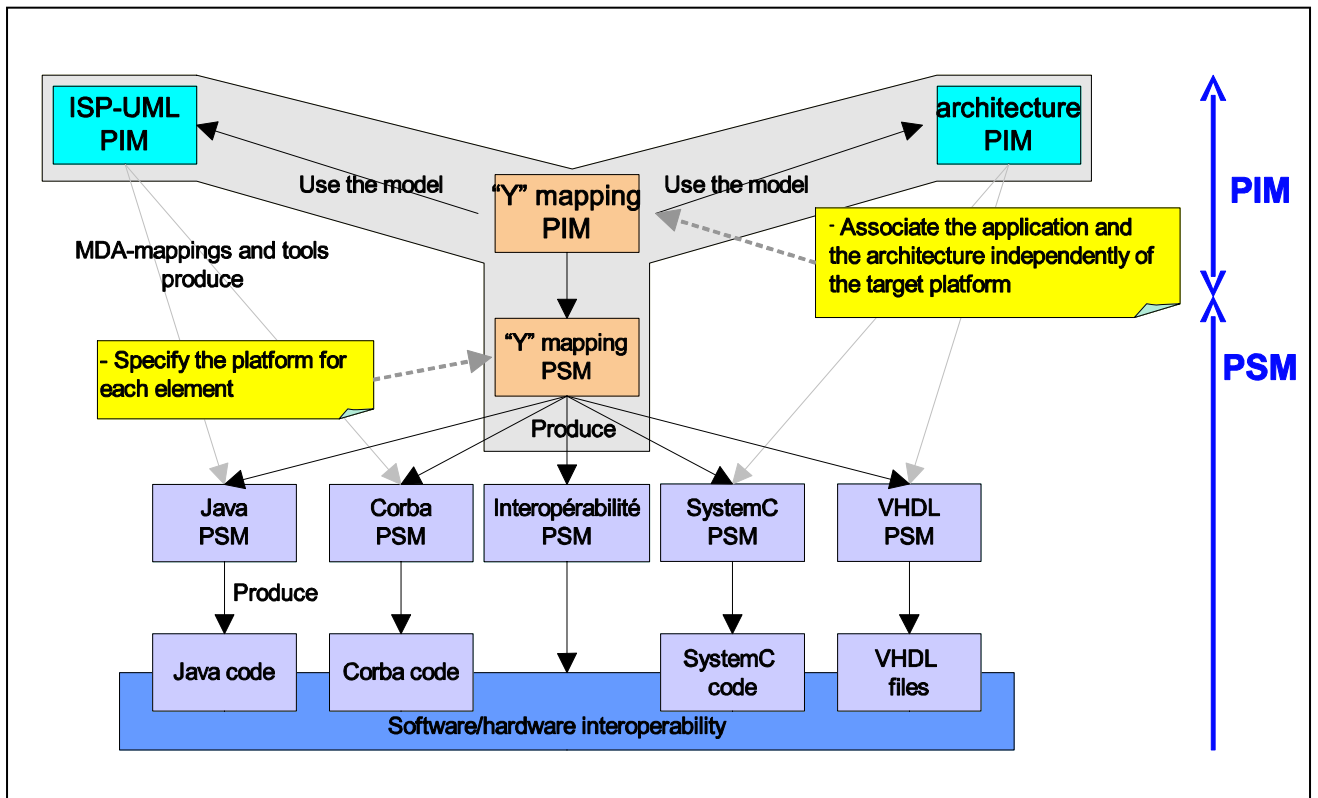 ISP-UML
PIM
architecture
PIM
Use the model
“Y” mapping
PIM
Use the model
PIM
- Associate the application and
the architecture independently of
the target platform
MDA-mappings and tools
produce
- Specify the platform for
each element
“Y” mapping
PSM
PSM
Produce
Java
PSM
Corba
PSM
Interopérabilité
PSM
SystemC
PSM
VHDL
PSM
Produce
Java code
Corba code
SystemC
code
VHDL
files
Software/hardware interoperability